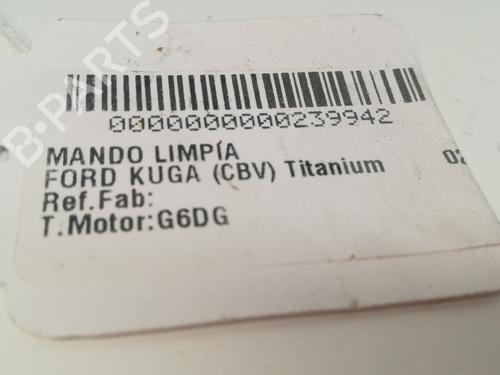 B-PARTS
0000000000239942
MANDO LIMPÍA
FORD KUGA (CBV) Titanium
Ref.Fab:
T.Motor:G6DG